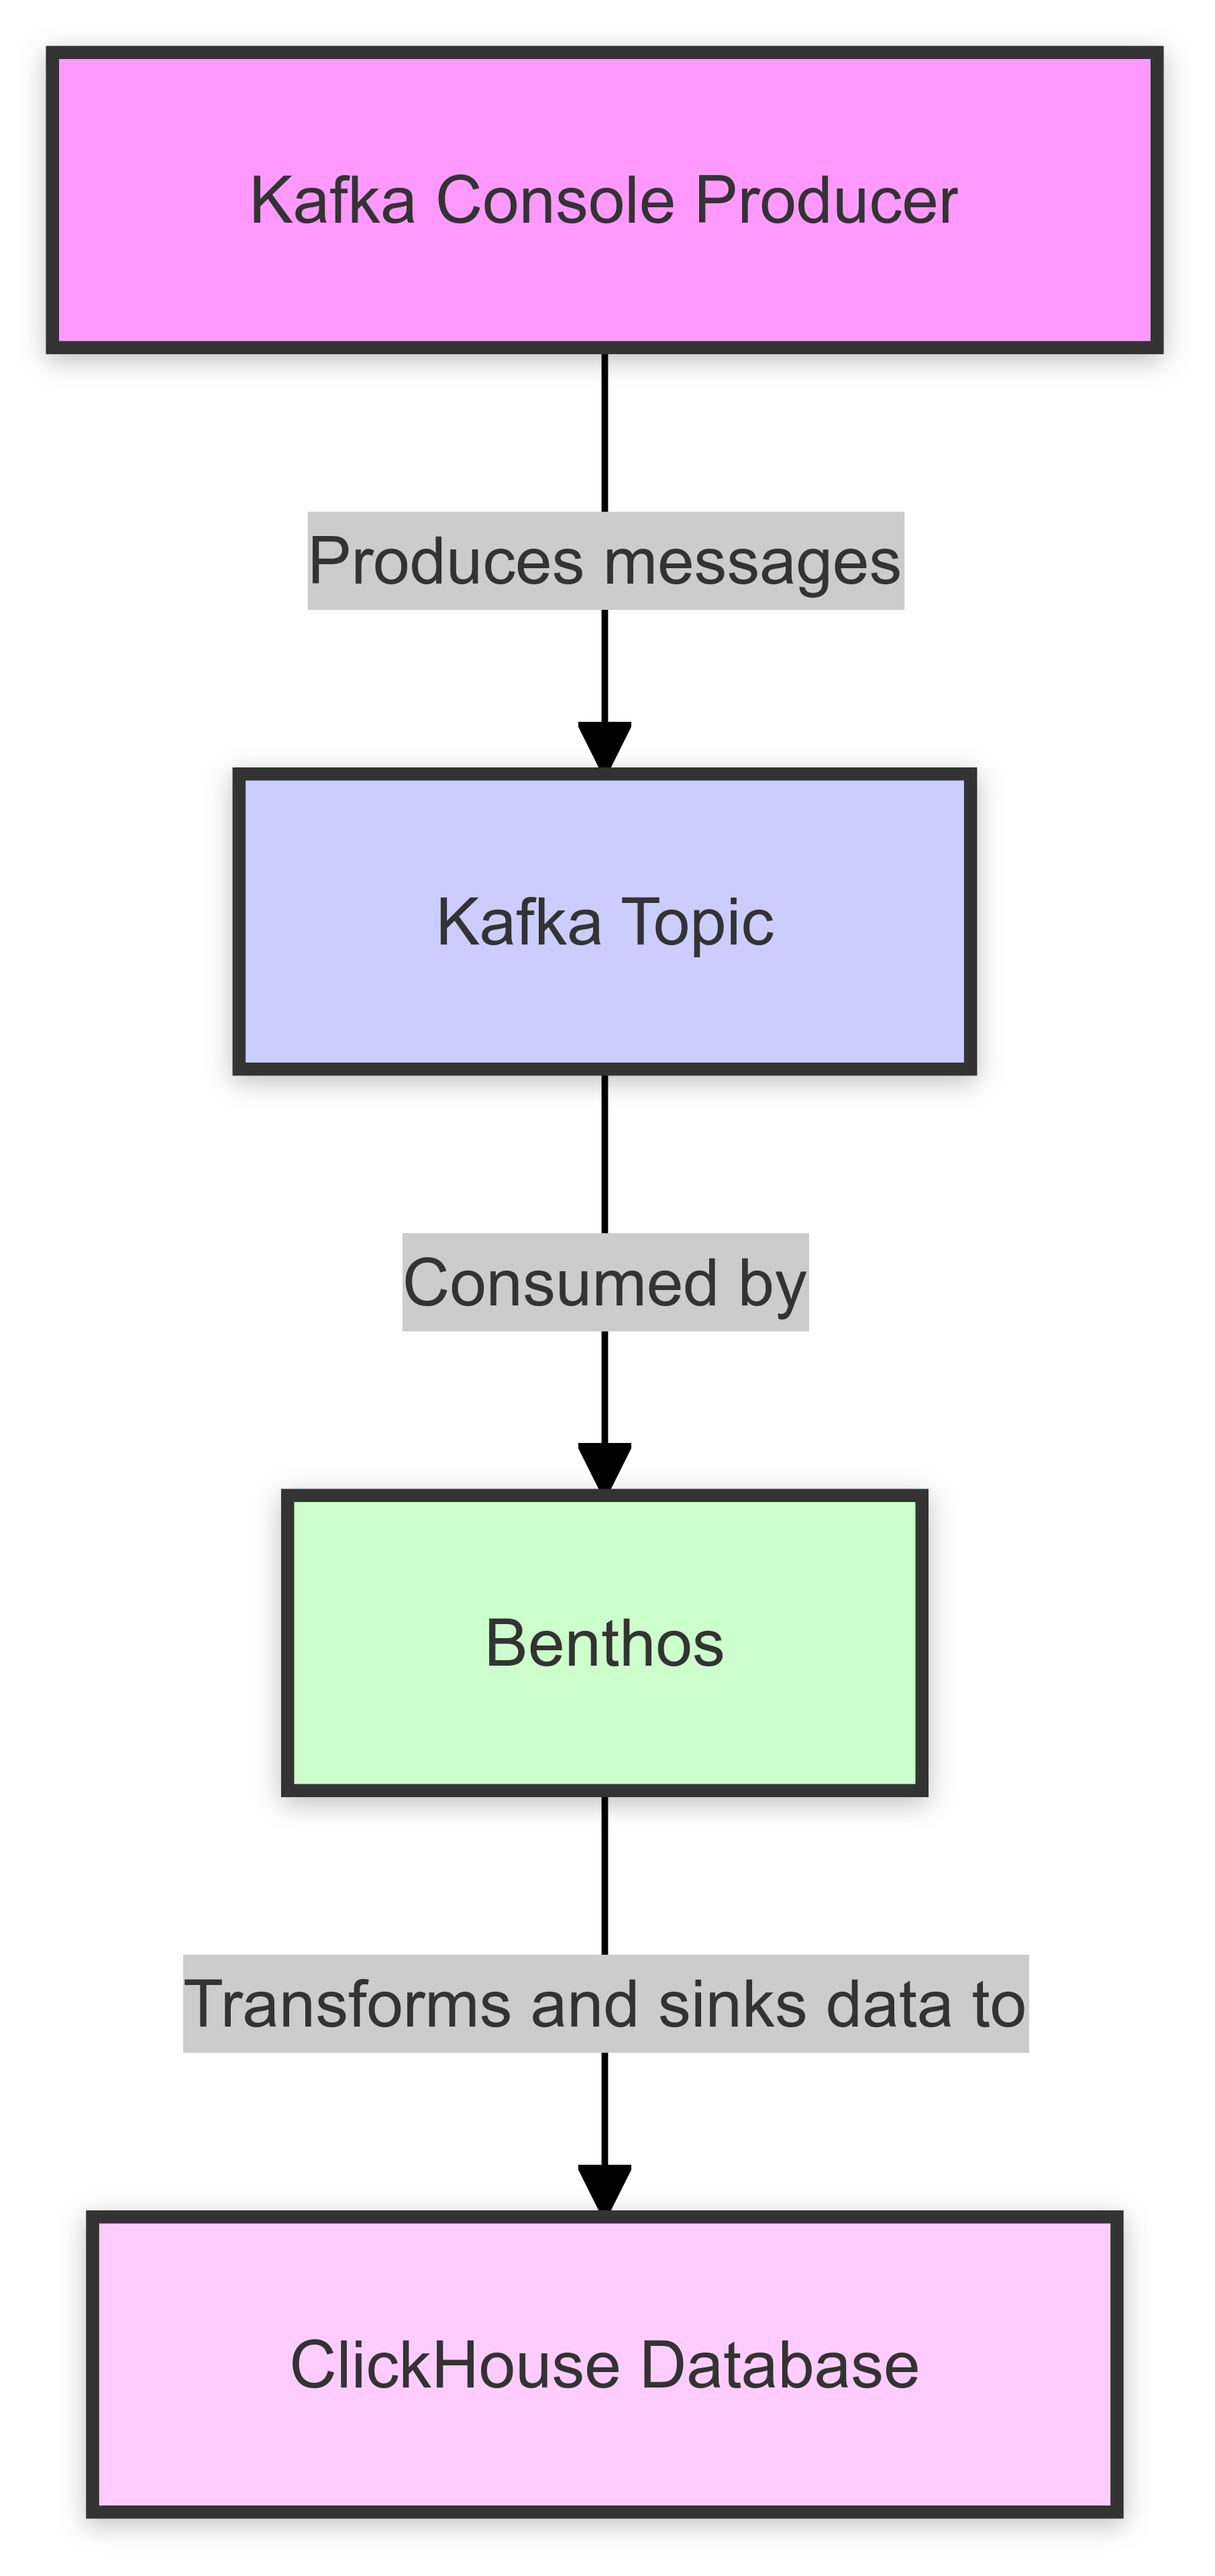 Kafka Console Producer
Produces messages
Kafka Topic
Consumed by
Benthos
Transforms and sinks data to
ClickHouse Database